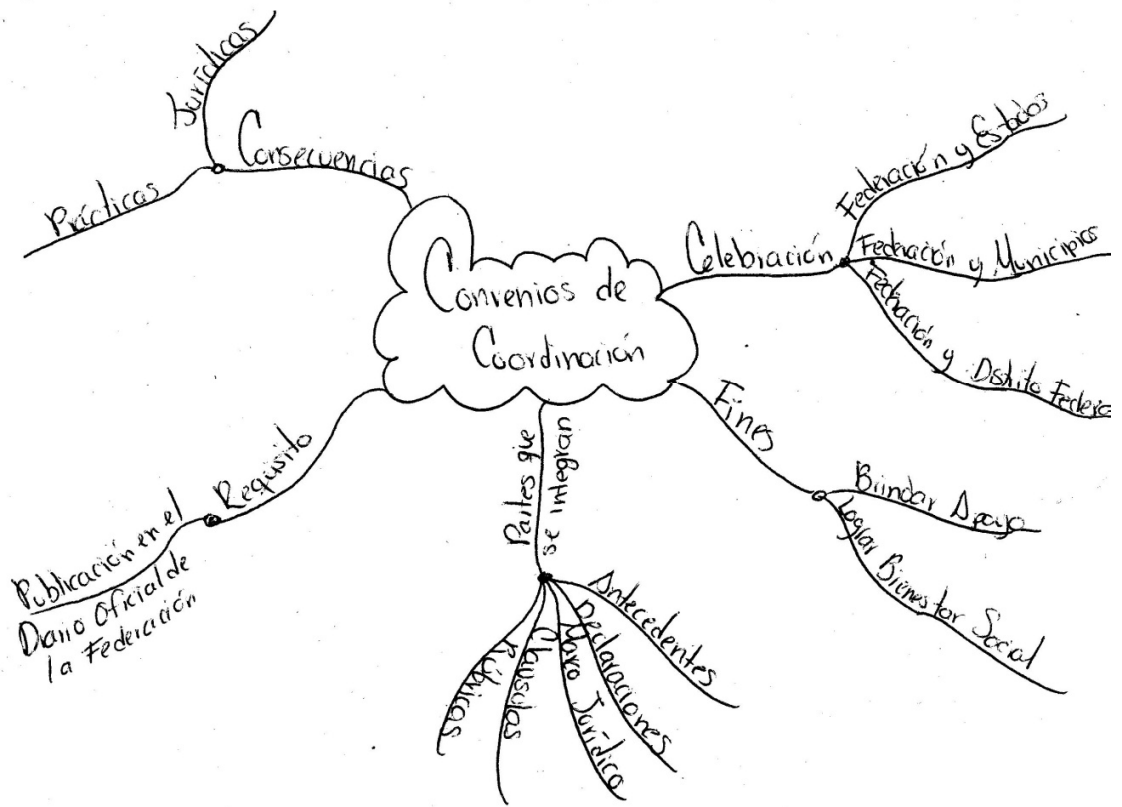 Convenios de
Coordinación
Celebración
Federación y Estados
Federación y Municipios
Federación y Distrito Federa
Fines
Brindar Apoyo
Lograr Bienestar Social
Partes que
se integran
Antecedentes
Declaraciones
Marco Jurídico
Cláusulas
Rúbricas
Requisito
Publicación en el
Diario Oficial de
la Federación
Consecuencias
Prácticas
Jurídicas